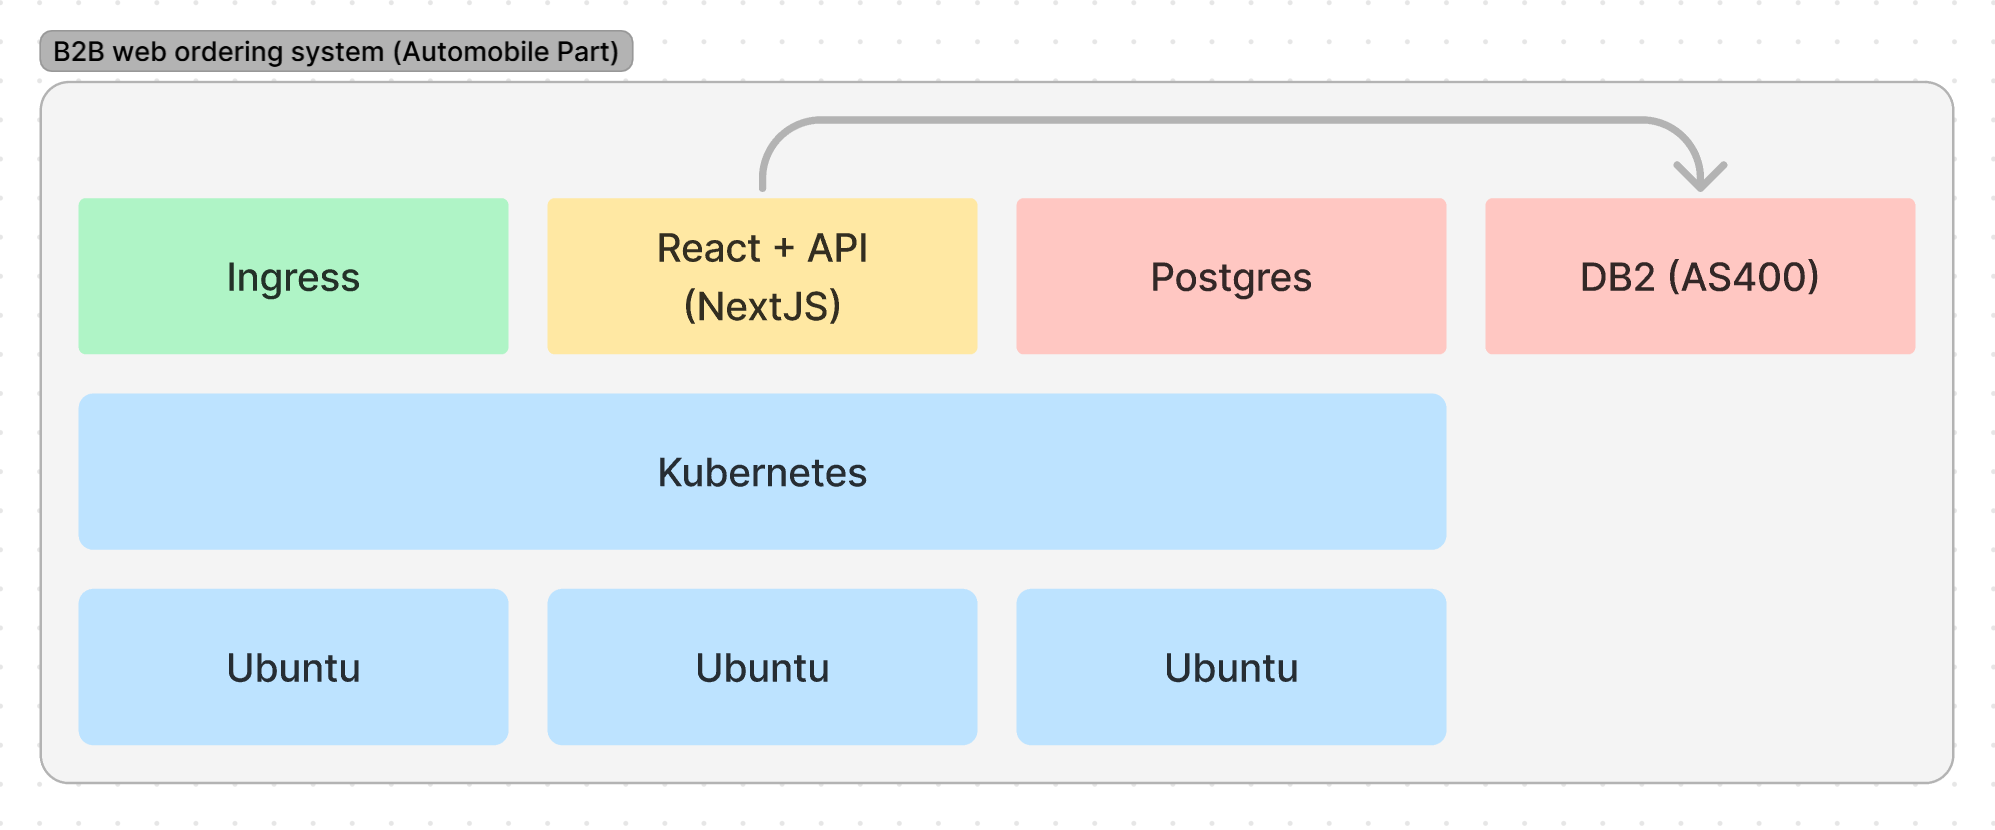 B2B web ordering system (Automobile Part)
Ingress
React + API
(NextJS)
Postgres
DB2 (AS400)
Kubernetes
Ubuntu
Ubuntu
Ubuntu